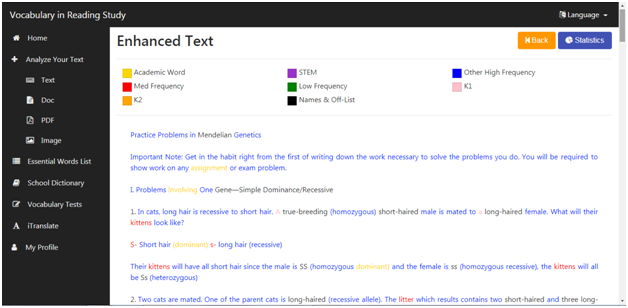 Vocabulary in Reading Study
Language
Home
Analyze Your Text
Text
Doc
PDF
Image
Essential Words List
School Dictionary
Vocabulary Tests
iTranslate
My Profile
Enhanced Text
Back
Statistics
Academic Word
STEM
Other High Frequency
Med Frequency
Low Frequency
K1
K2
Names & Off-List
Practice Problems in Mendelian Genetics
Important Note: Get in the habit right from the first of writing down the work necessary to solve the problems you do. You will be required to
show work on any assignment or exam problem.
I. Problems Involving One Gene—Simple Dominance/Recessive
1. In cats, long hair is recessive to short hair. A true-breeding (homozygous) short-haired male is mated to a long-haired female. What will their
kittens look like?
S- Short hair (dominant) s- long hair (recessive)
Their kittens will have all short hair since the male is SS (homozygous dominant) and the female is ss (homozygous recessive), the kittens will all
be Ss (heterozygous)
2. Two cats are mated. One of the parent cats is long-haired (recessive allele). The litter which results contains two short-haired and three long-